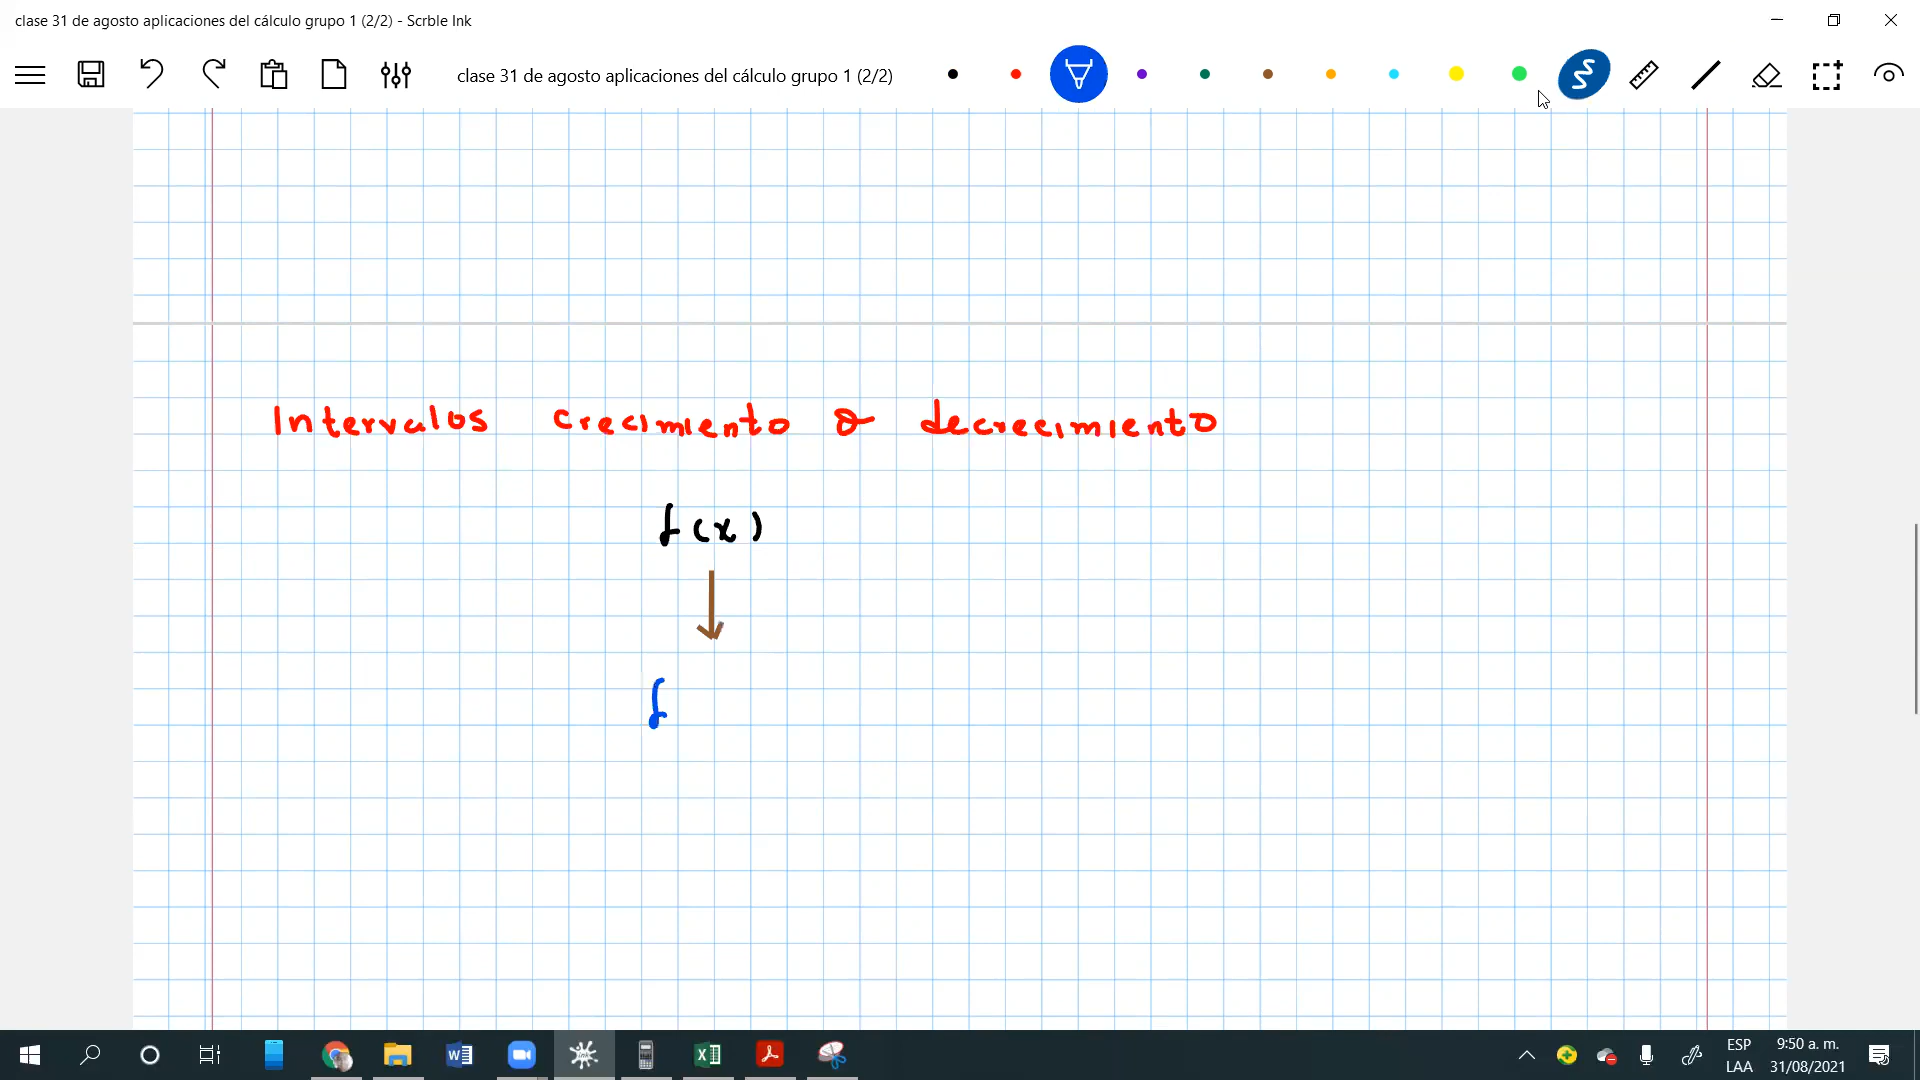 clase 31 de agosto aplicaciones del cálculo grupo 1 (2/2) - Scrble Ink
clase 31 de agosto aplicaciones del cálculo grupo 1 (2/2)
Intervalos crecimiento & decrecimiento
f(x)
f
ESP
LAA
9:50 a. m.
31/08/2021